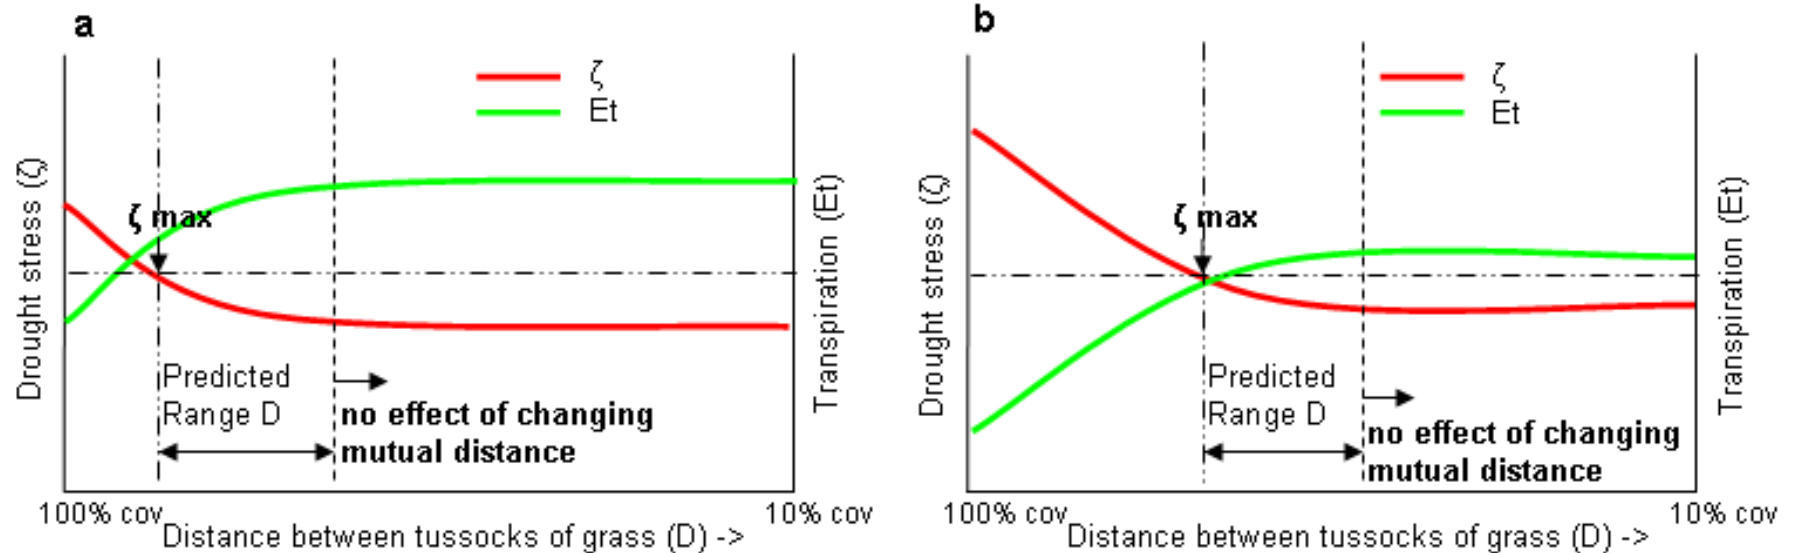 a
ζ
Et
ζ max
Drought stress (ζ)
Transpiration (Et)
Predicted
Range D
no effect of changing
mutual distance
100% cov
10% cov
Distance between tussocks of grass (D) ->
b
ζ
Et
ζ max
Drought stress (ζ)
Transpiration (Et)
Predicted
Range D
no effect of changing
mutual distance
100% cov
10% cov
Distance between tussocks of grass (D) ->